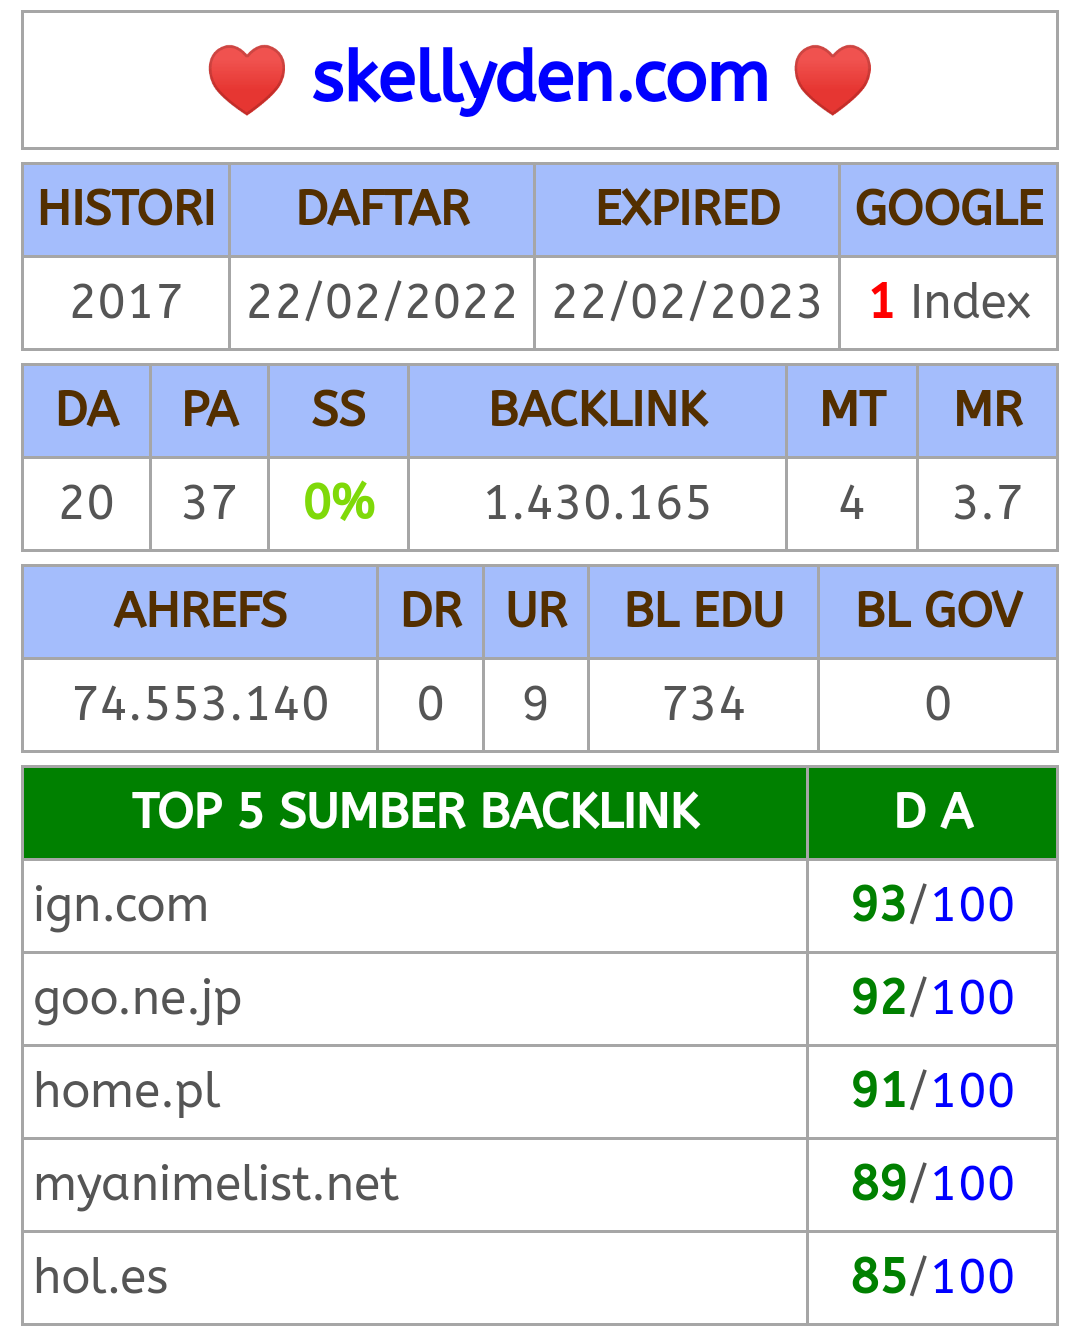 ❤️ skellyden.com ❤️
HISTORI DAFTAR EXPIRED GOOGLE
2017 22/02/2022 22/02/2023 1 Index
DA PA SS BACKLINK MT MR
20 37 0% 1.430.165 4 3.7
AHREFS DR UR BL EDU BL GOV
74.553.140 0 9 734 0
TOP 5 SUMBER BACKLINK D A
ign.com 93/100
goo.ne.jp 92/100
home.pl 91/100
myanimelist.net 89/100
hol.es 85/100